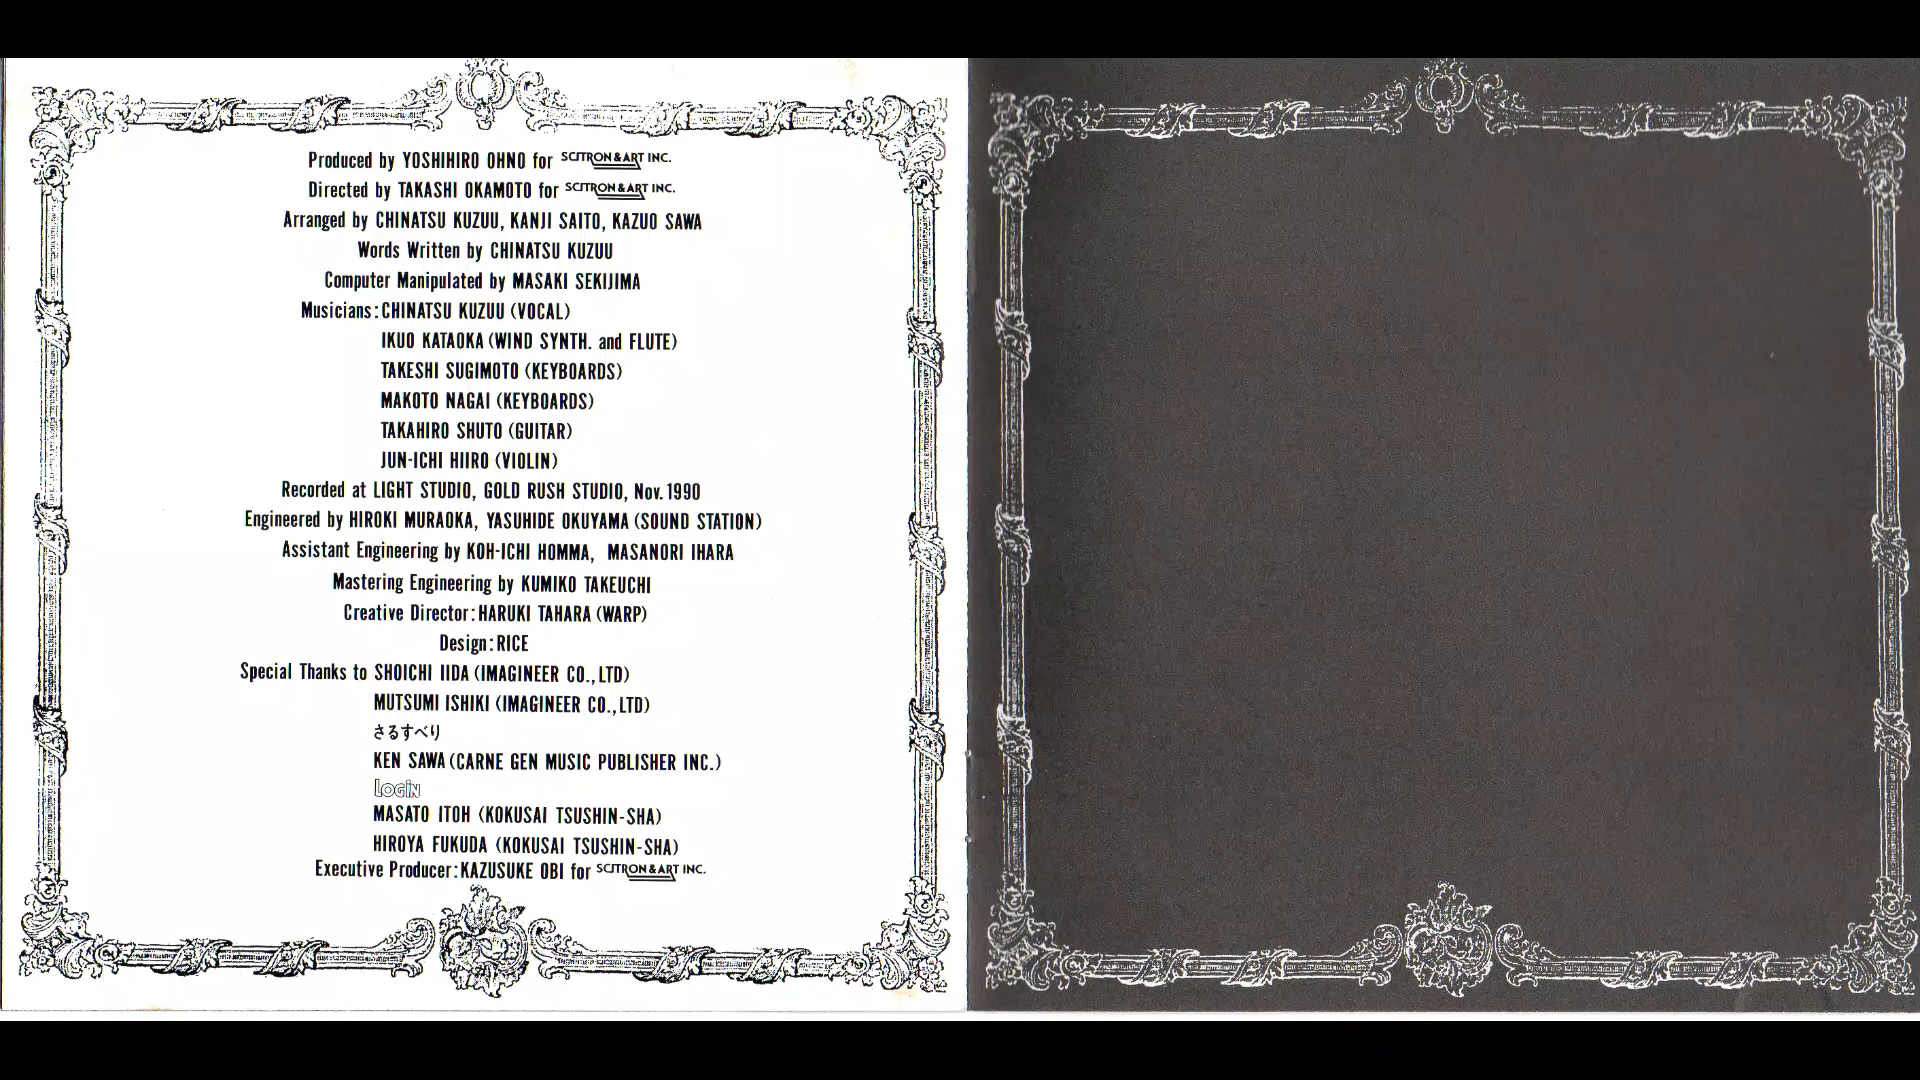 Produced by YOSHIHIRO OHNO for SCITRON & ART INC.
Directed by TAKASHI OKAMOTO for SCITRON & ART INC.
Arranged by CHINATSU KUZUU, KANJI SAITO, KAZUO SAWA
Words Written by CHINATSU KUZUU
Computer Manipulated by MASAKI SEKIJIMA
Musicians: CHINATSU KUZUU (VOCAL)
IKUO KATAOKA (WIND SYNTH. and FLUTE)
TAKESHI SUGIMOTO (KEYBOARDS)
MAKOTO NAGAI (KEYBOARDS)
TAKAHIRO SHUTO (GUITAR)
JUN-ICHI HIIRO (VIOLIN)
Recorded at LIGHT STUDIO, GOLD RUSH STUDIO, Nov. 1990
Engineered by HIROKI MURAOKA, YASUHIDE OKUYAMA (SOUND STATION)
Assistant Engineering by KOH-ICHI HOMMA, MASANORI IHARA
Mastering Engineering by KUMIKO TAKEUCHI
Creative Director: HARUKI TAHARA (WARP)
Design: RICE
Special Thanks to SHOICHI IIDA (IMAGINEER CO., LTD)
MUTSUMI ISHIKI (IMAGINEER CO., LTD)
さるすべり
KEN SAWA (CARNE GEN MUSIC PUBLISHER INC.)
LOGiN
MASATO ITOH (KOKUSAI TSUSHIN-SHA)
HIROYA FUKUDA (KOKUSAI TSUSHIN-SHA)
Executive Producer: KAZUSUKE OBI for SCITRON & ART INC.